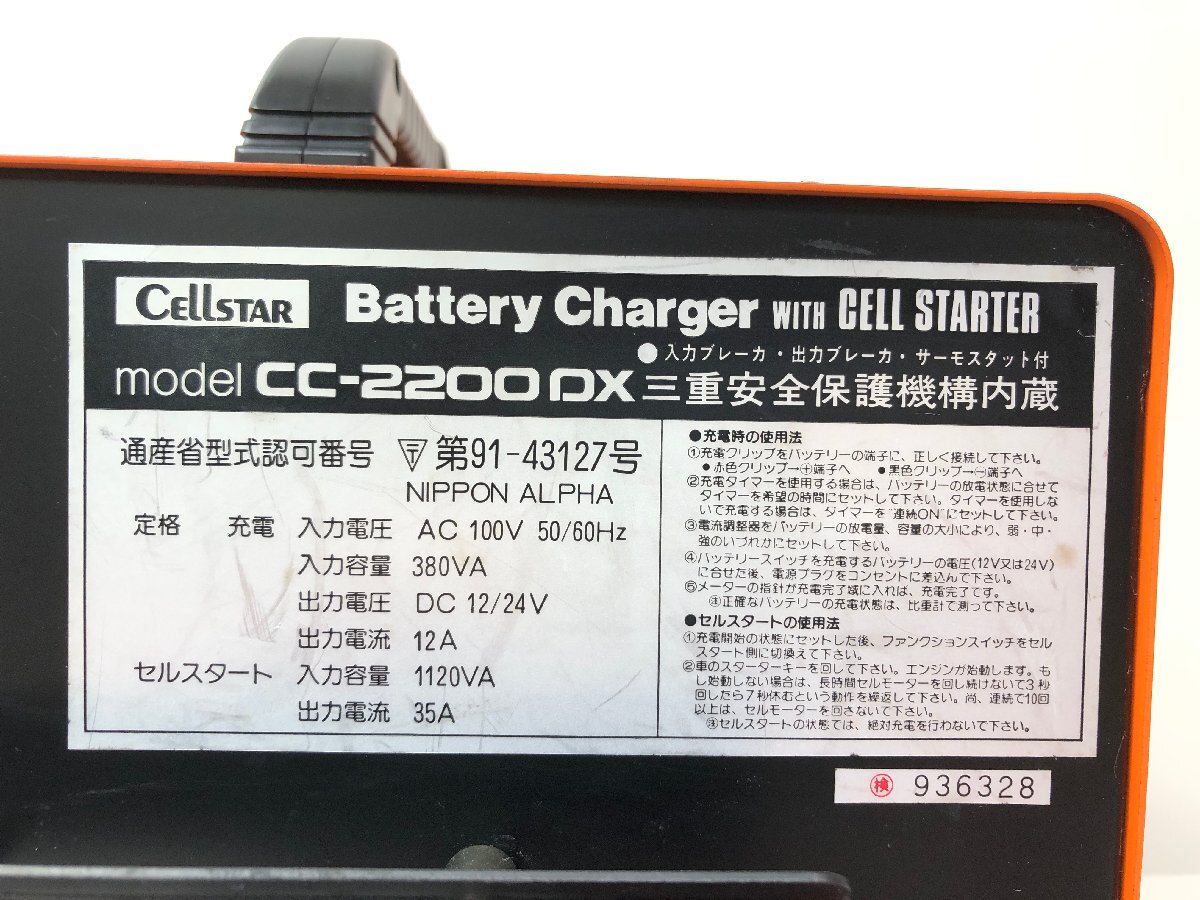 CELLSTAR Battery Charger WITH CELL STARTER
●入力ブレーカ・出力ブレーカ・サーモスタット付
model CC-2200DX 三重安全保護機構内蔵
通産省型式認可番号 〒 第91-43127号
NIPPON ALPHA
定格 充電 入力電圧 AC 100V 50/60Hz
入力容量 380VA
出力電圧 DC 12/24V
出力電流 12A
セルスタート 入力容量 1120VA
出力電流 35A
●充電時の使用法
①充電クリップをバッテリーの端子に、正しく接続して下さい。
●赤色クリップ→⊕端子へ ●黒色クリップ→⊖端子へ
②充電タイマーを使用する場合は、バッテリーの放電状態に合せて
タイマーを希望の時間にセットして下さい。タイマーを使用しな
いで充電する場合は、タイマーを"連続ON"にセットして下さい。
③電流調整器をバッテリーの放電量、容量の大小により、弱・中・
強のいづれかにセットして下さい。
④バッテリースイッチを充電するバッテリーの電圧(12V又は24V)
に合せた後、電源プラグをコンセントに差込んで下さい。
⑤メーターの指針が充電完了域に入れば、充電完了です。
㊟正確なバッテリーの充電状態は、比重計で測って下さい。
●セルスタートの使用法
①充電開始の状態にセットした後、ファンクションスイッチをセル
スタート側に切換えて下さい。
②車のスターターキーを回して下さい。エンジンが始動します。も
し始動しない場合は、長時間セルモーターを回し続けないで3秒
回したら7秒休むという動作を繰返して下さい。尚、連続で10回
以上は、セルモーターを回さないで下さい。
㊟セルスタートの状態では、絶対充電を行わないで下さい。
検 936328